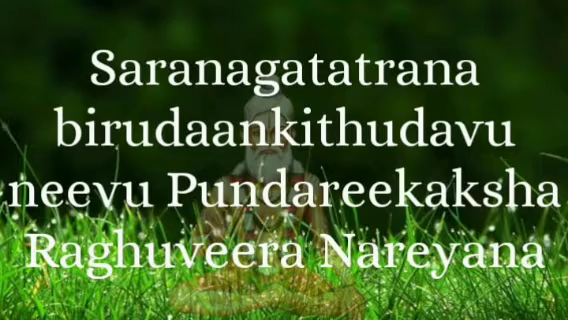 Saranagatatrana
birudaankithudavu
neevu Pundareekaksha
Raghuveera Nareyana